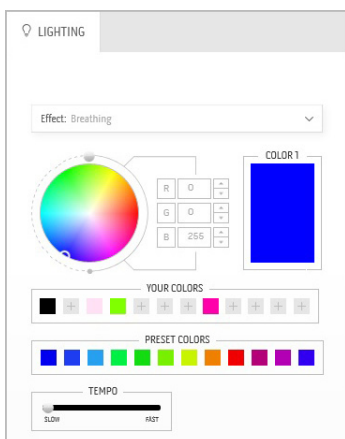 LIGHTING
Effect: Breathing
COLOR 1
R 0
G 0
B 255
YOUR COLORS
PRESET COLORS
TEMPO
SLOW FAST